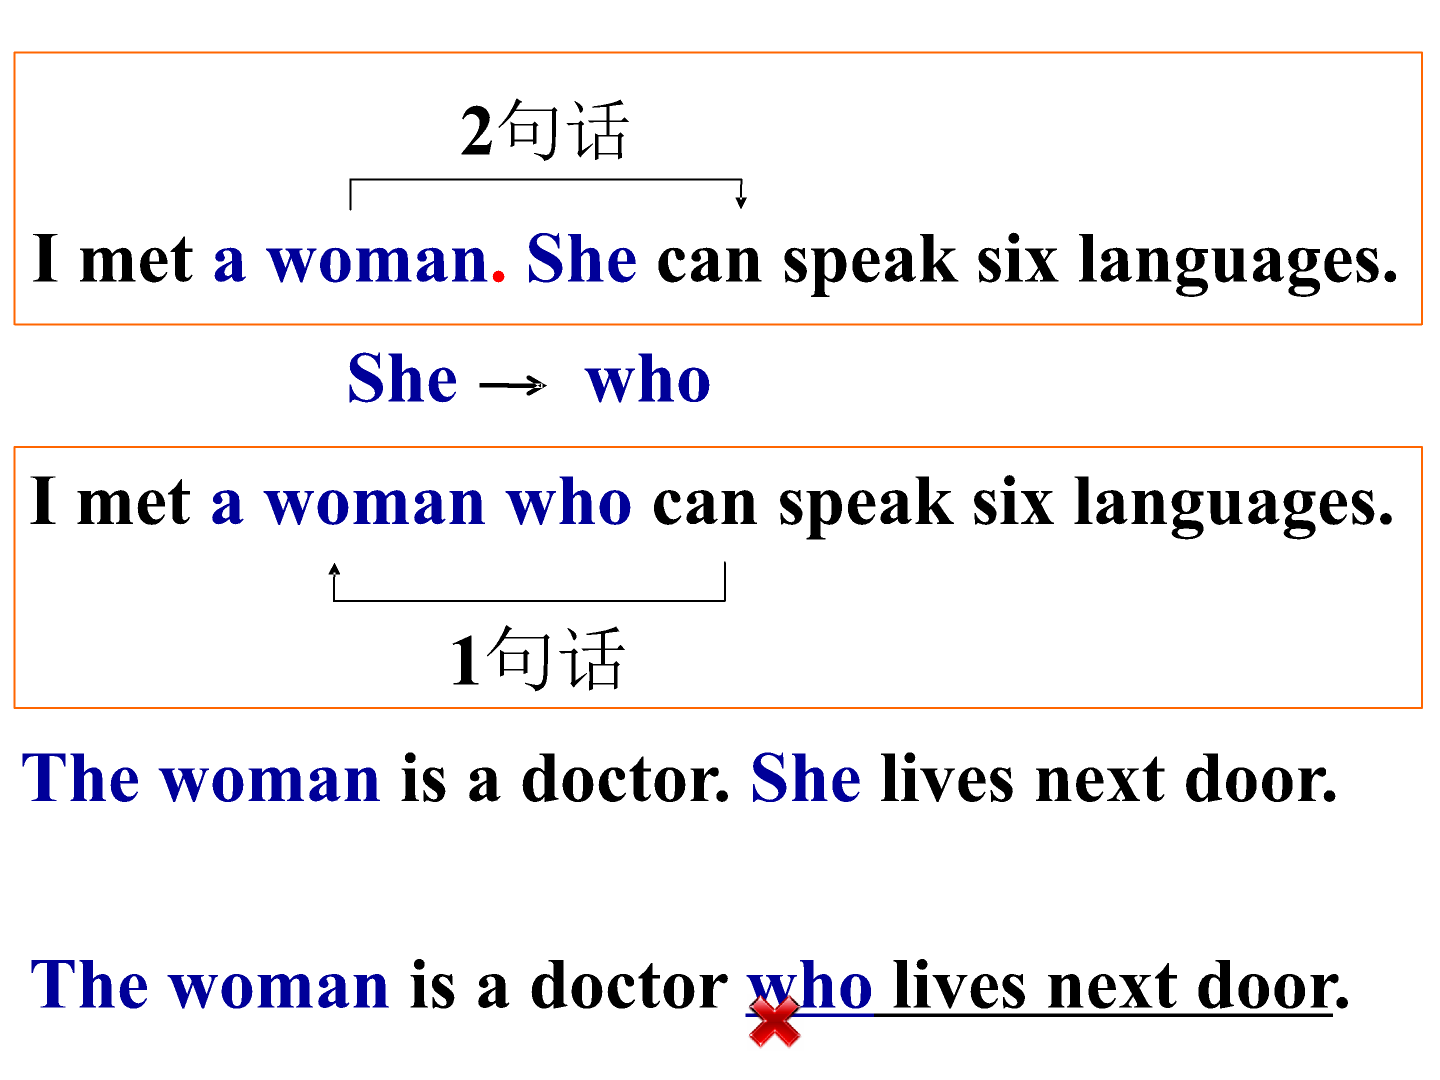 2句话
I met a woman. She can speak six languages.
She → who
I met a woman who can speak six languages.
1句话
The woman is a doctor. She lives next door.
The woman is a doctor who lives next door.